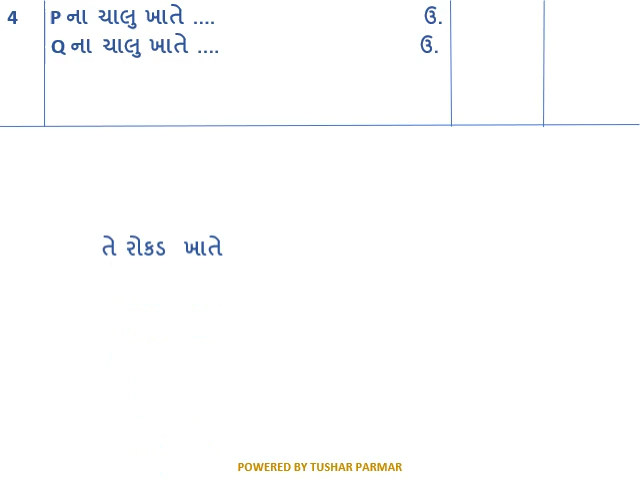 4 P ના ચાલુ ખાતે .... ઉ.
Q ના ચાલુ ખાતે .... ઉ.
તે રોકડ ખાતે
POWERED BY TUSHAR PARMAR